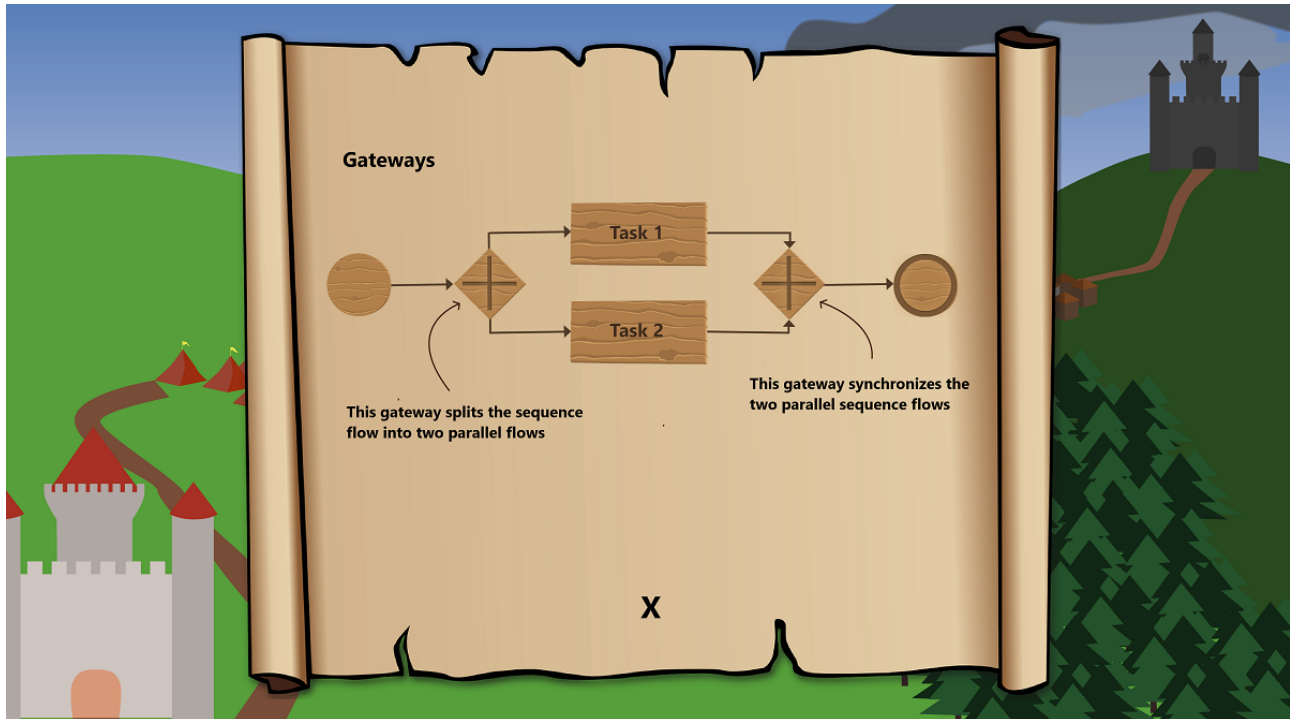 Gateways
Task 1
Task 2
This gateway synchronizes the
two parallel sequence flows
This gateway splits the sequence
flow into two parallel flows
X